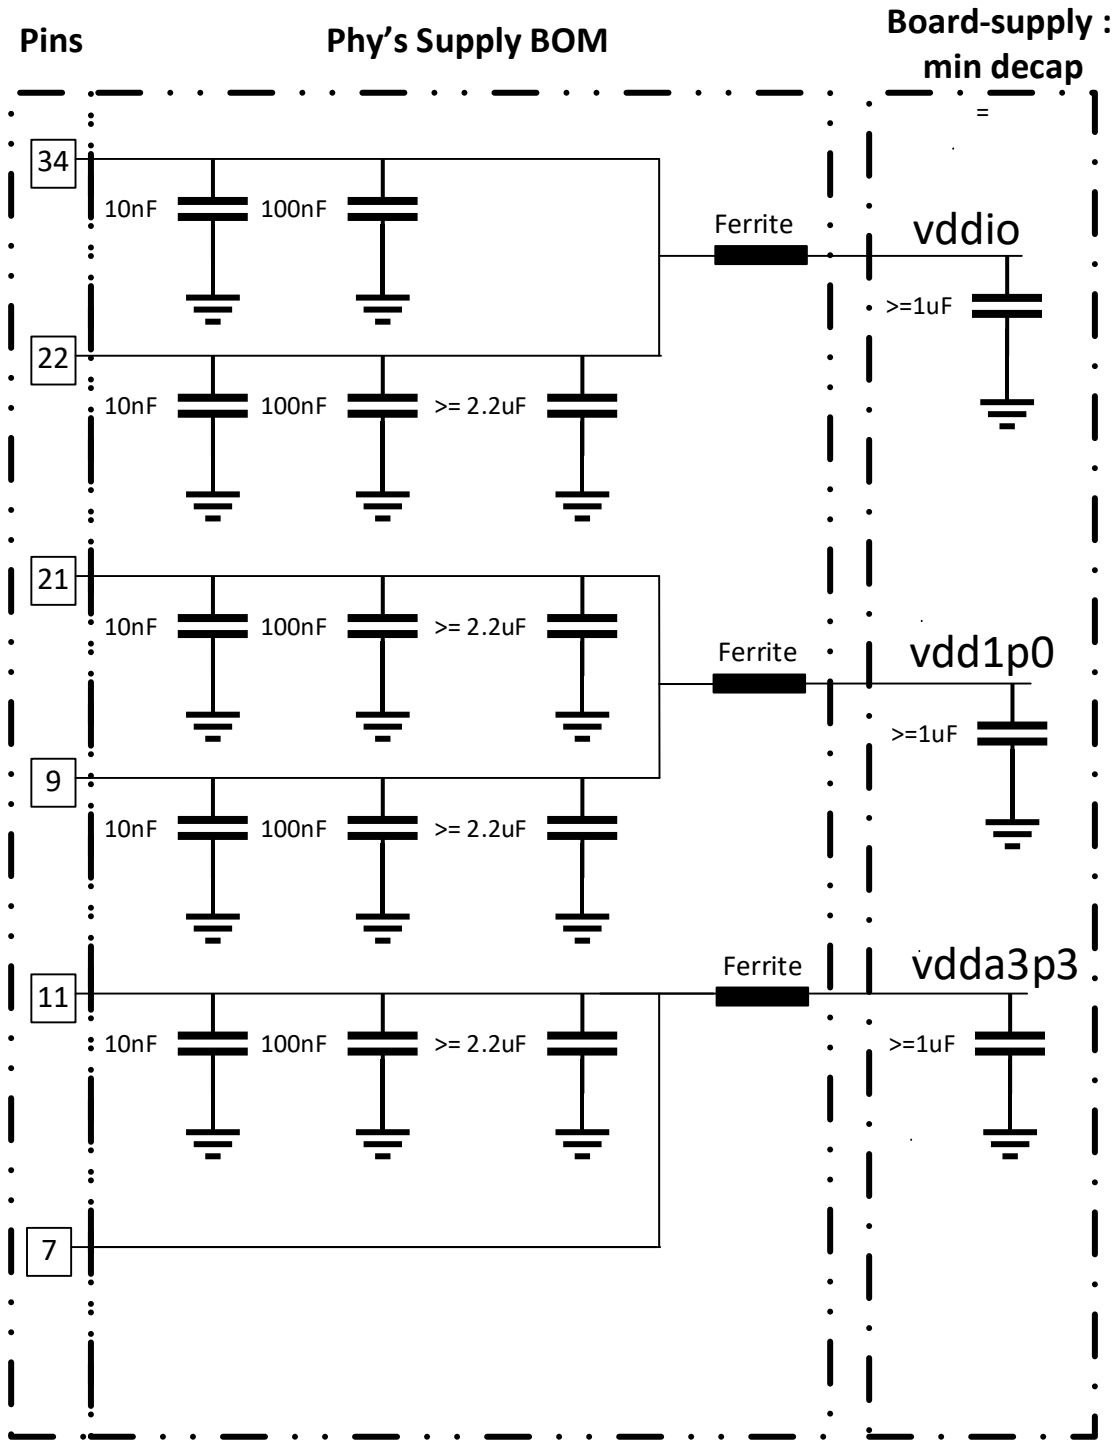 Pins
Phy's Supply BOM
Board-supply :
min decap
=
34
10nF
100nF
Ferrite
vddio
>=1uF
22
10nF
100nF
>= 2.2uF
21
10nF
100nF
>= 2.2uF
Ferrite
vdd1p0
>=1uF
9
10nF
100nF
>= 2.2uF
11
10nF
100nF
>= 2.2uF
Ferrite
vdda3p3
>=1uF
7